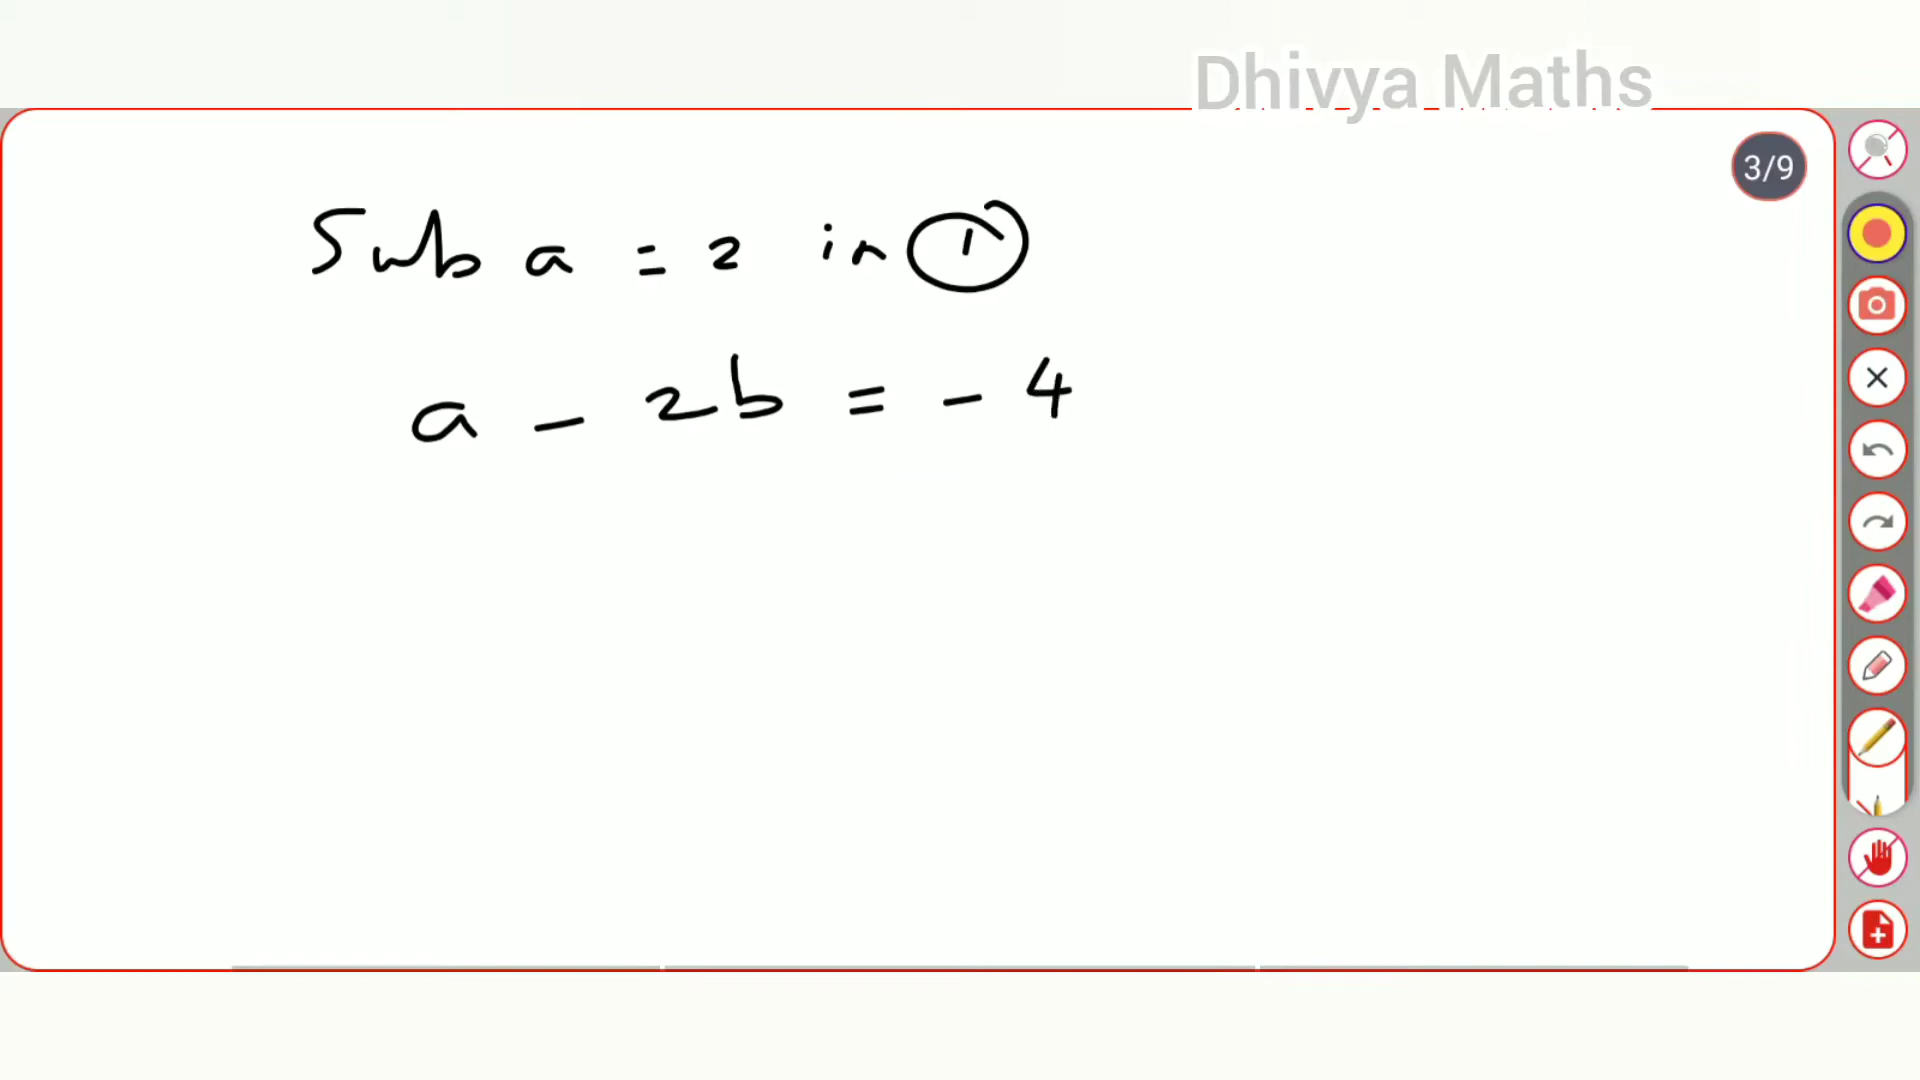 Dhivya Maths
3/9
Sub a = 2 in ①
a - 2b = - 4